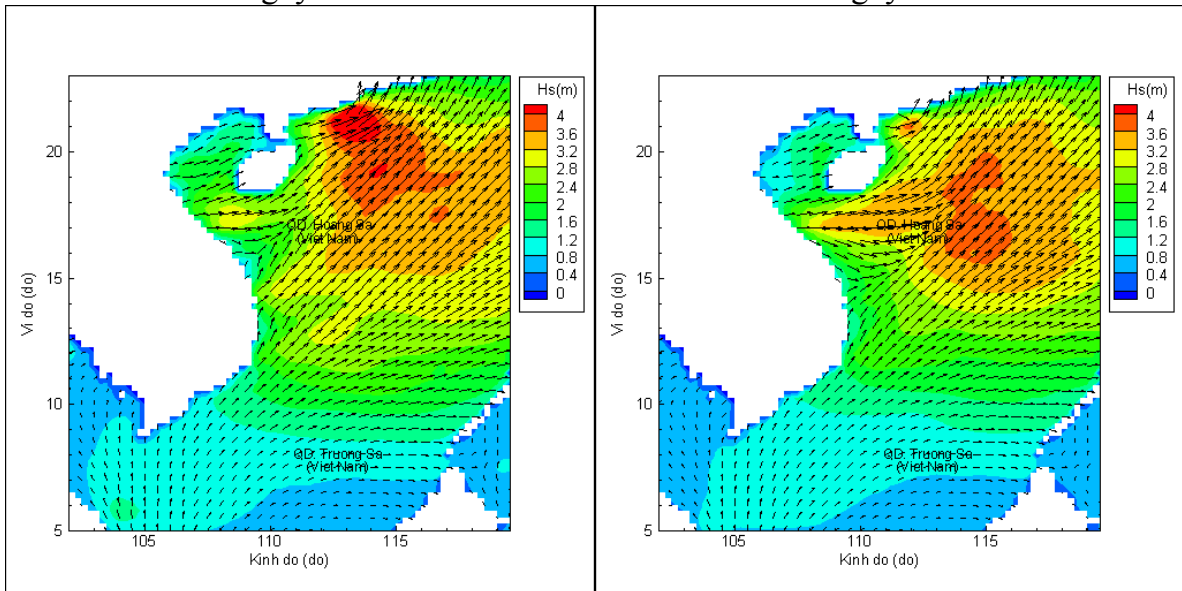 Hs(m)
4
3.6
3.2
2.8
2.4
2
1.6
1.2
0.8
0.4
0
20
15
10
5
Vi do (do)
QD. Hoang Sa
(Viet Nam)
QD. Truong Sa
(Viet Nam)
105
110
115
Kinh do (do)
Hs(m)
4
3.6
3.2
2.8
2.4
2
1.6
1.2
0.8
0.4
0
20
15
10
5
Vi do (do)
QD. Hoang Sa
(Viet Nam)
QD. Truong Sa
(Viet Nam)
105
110
115
Kinh do (do)